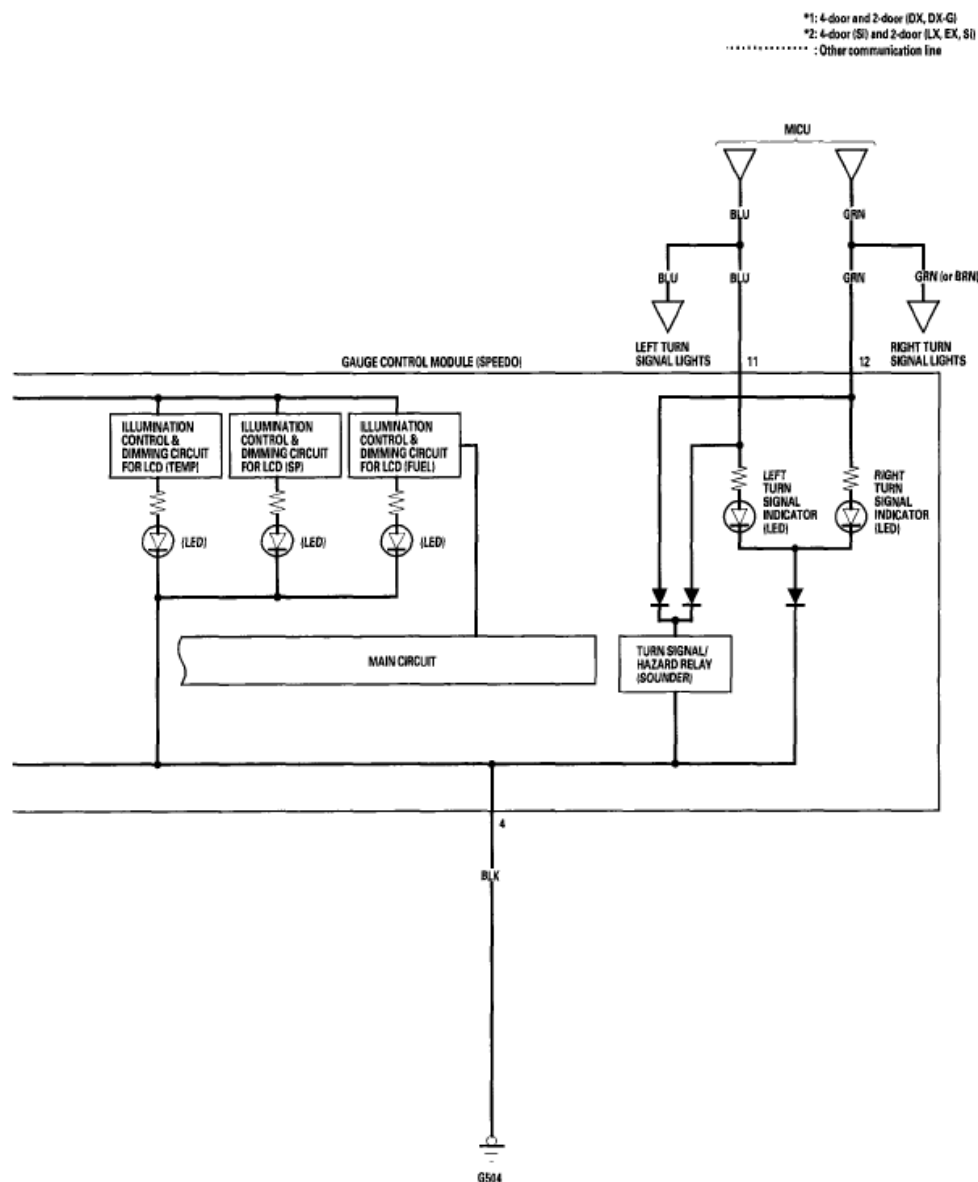 *1: 4-door and 2-door (DX, DX-G)
*2: 4-door (Si) and 2-door (LX, EX, Si)
: Other communication line
MICU
BLU
GRN
BLU
BLU
GRN
GRN (or BRN)
LEFT TURN
SIGNAL LIGHTS
RIGHT TURN
SIGNAL LIGHTS
GAUGE CONTROL MODULE (SPEEDO)
11
12
ILLUMINATION
CONTROL &
DIMMING CIRCUIT
FOR LCD (TEMP)
ILLUMINATION
CONTROL &
DIMMING CIRCUIT
FOR LCD (SP)
ILLUMINATION
CONTROL &
DIMMING CIRCUIT
FOR LCD (FUEL)
LEFT
TURN
SIGNAL
INDICATOR
(LED)
RIGHT
TURN
SIGNAL
INDICATOR
(LED)
(LED)
(LED)
(LED)
MAIN CIRCUIT
TURN SIGNAL/
HAZARD RELAY
(SOUNDER)
4
BLK
G504